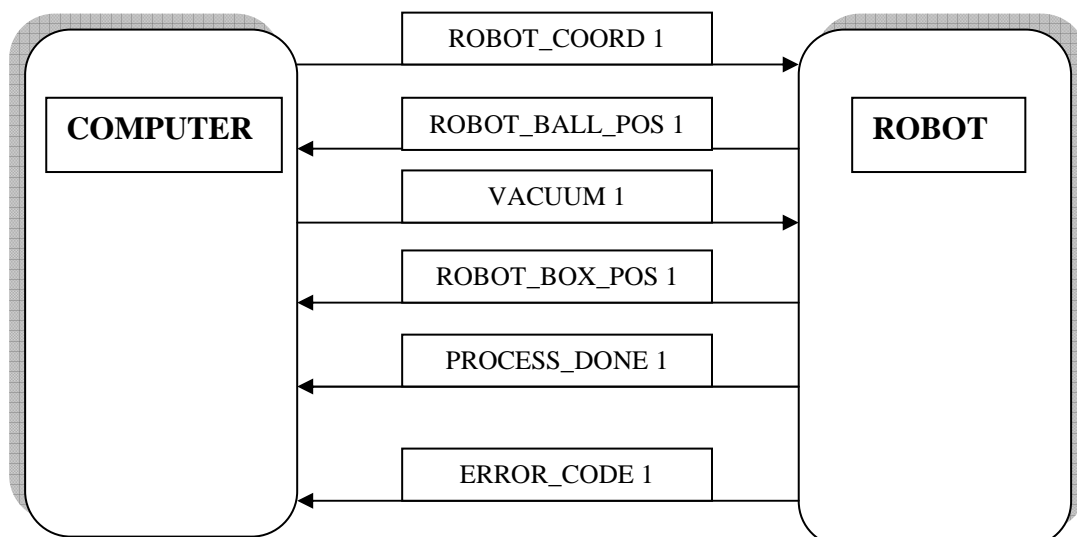 ROBOT_COORD 1
COMPUTER
ROBOT_BALL_POS 1
ROBOT
VACUUM 1
ROBOT_BOX_POS 1
PROCESS_DONE 1
ERROR_CODE 1